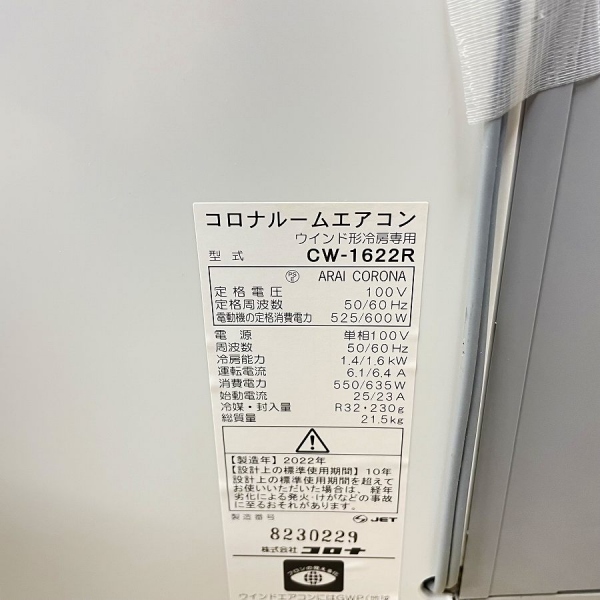 コロナルームエアコン
ウインド形冷房専用
型式 CW-1622R
ARAI CORONA
定格電圧 100V
定格周波数 50/60Hz
電動機の定格消費電力 525/600W
電源 単相100V
周波数 50/60Hz
冷房能力 1.4/1.6kW
運転電流 6.1/6.4A
消費電力 550/635W
始動電流 25/23A
冷媒・封入量 R32・230g
総質量 21.5kg
【製造年】2022年
【設計上の標準使用期間】10年
設計上の標準使用期間を超えて
お使いいただいた場合は、経年
劣化による発火・けがなどの事故
に至るおそれがあります。
製造番号 JET
8230229
株式会社コロナ
フロンの見える化
ウインドエアコンにはGWP(地球